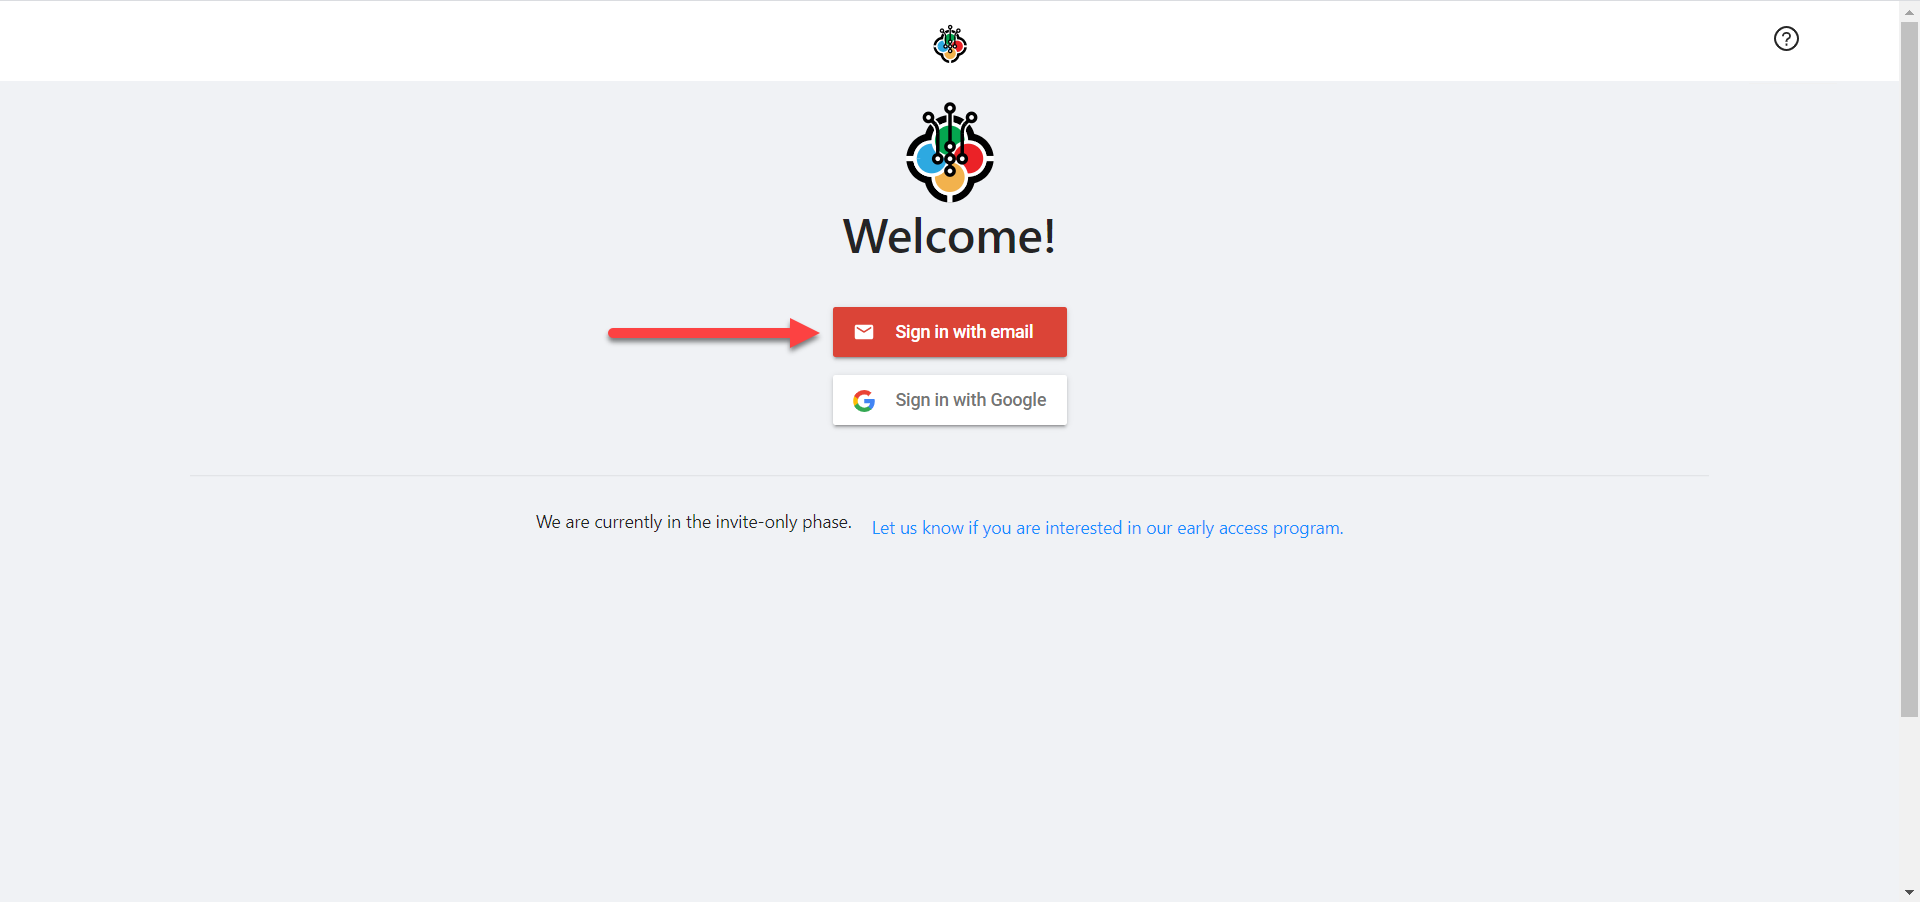 Welcome!
Sign in with email
Sign in with Google
We are currently in the invite-only phase. Let us know if you are interested in our early access program.